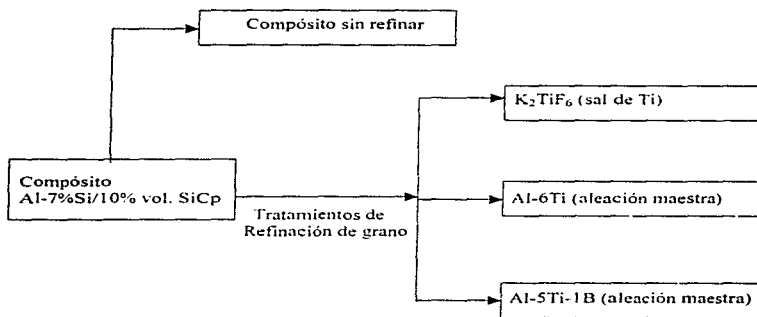 Compósito sin refinar
K₂TiF₆ (sal de Ti)
Compósito
Al-7%Si/10% vol. SiCp
Al-6Ti (aleación maestra)
Tratamientos de
Refinación de grano
Al-5Ti-1B (aleación maestra)